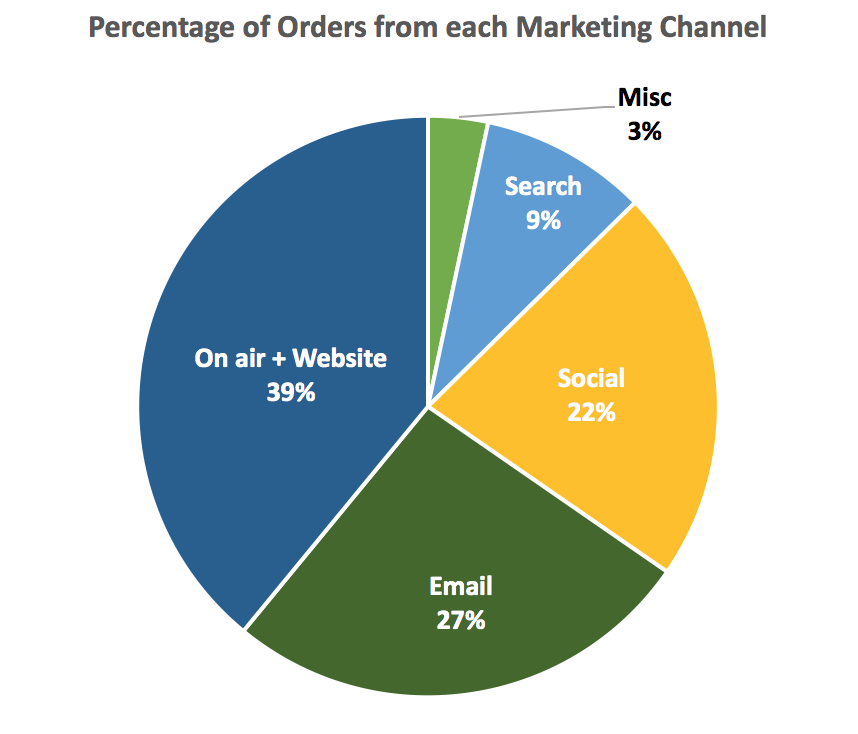 Percentage of Orders from each Marketing Channel
Misc
3%
Search
9%
Social
22%
On air + Website
39%
Email
27%